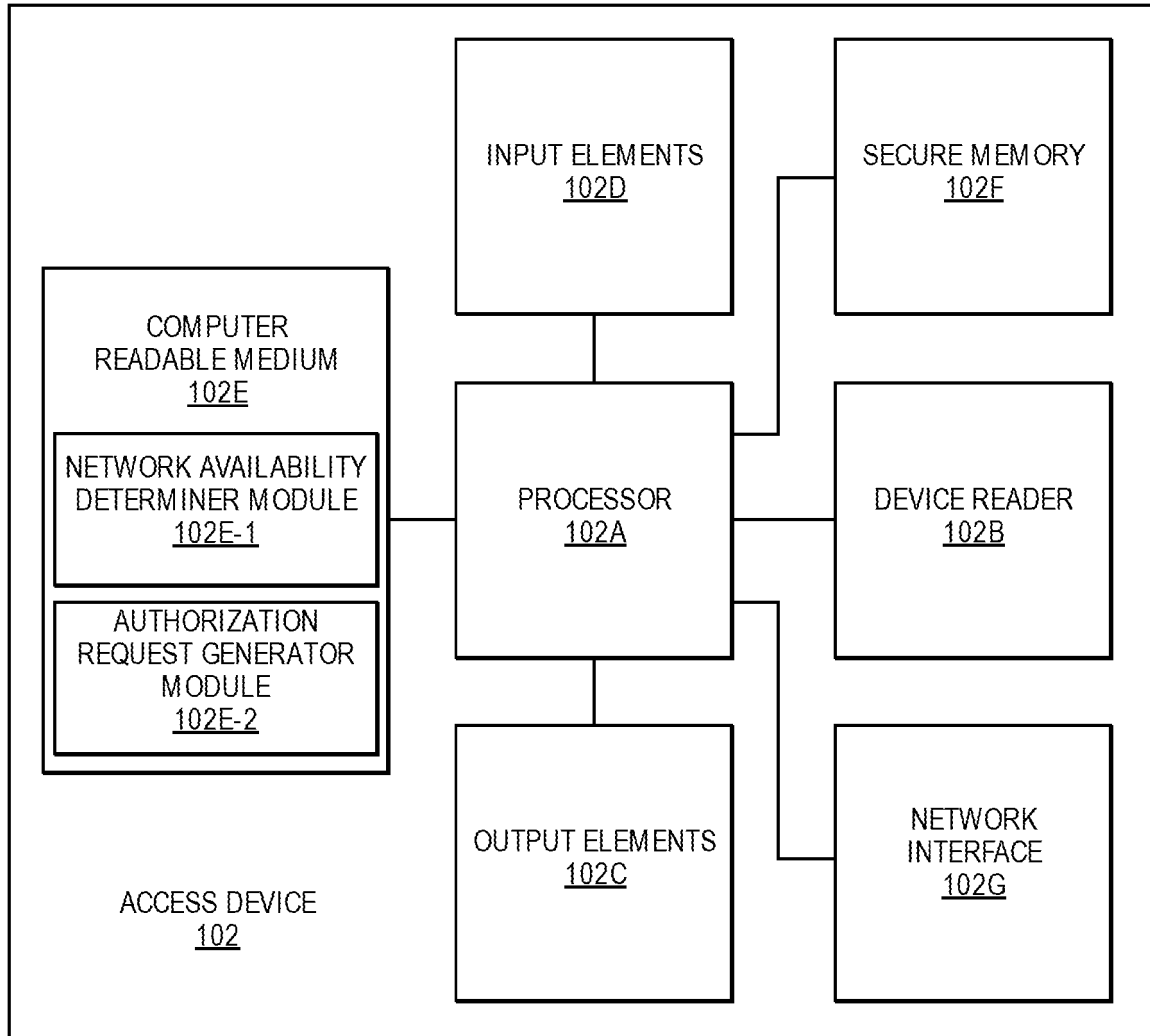 INPUT ELEMENTS
102D
SECURE MEMORY
102F
COMPUTER
READABLE MEDIUM
102E
NETWORK AVAILABILITY
DETERMINER MODULE
102E-1
AUTHORIZATION
REQUEST GENERATOR
MODULE
102E-2
PROCESSOR
102A
DEVICE READER
102B
OUTPUT ELEMENTS
102C
NETWORK
INTERFACE
102G
ACCESS DEVICE
102